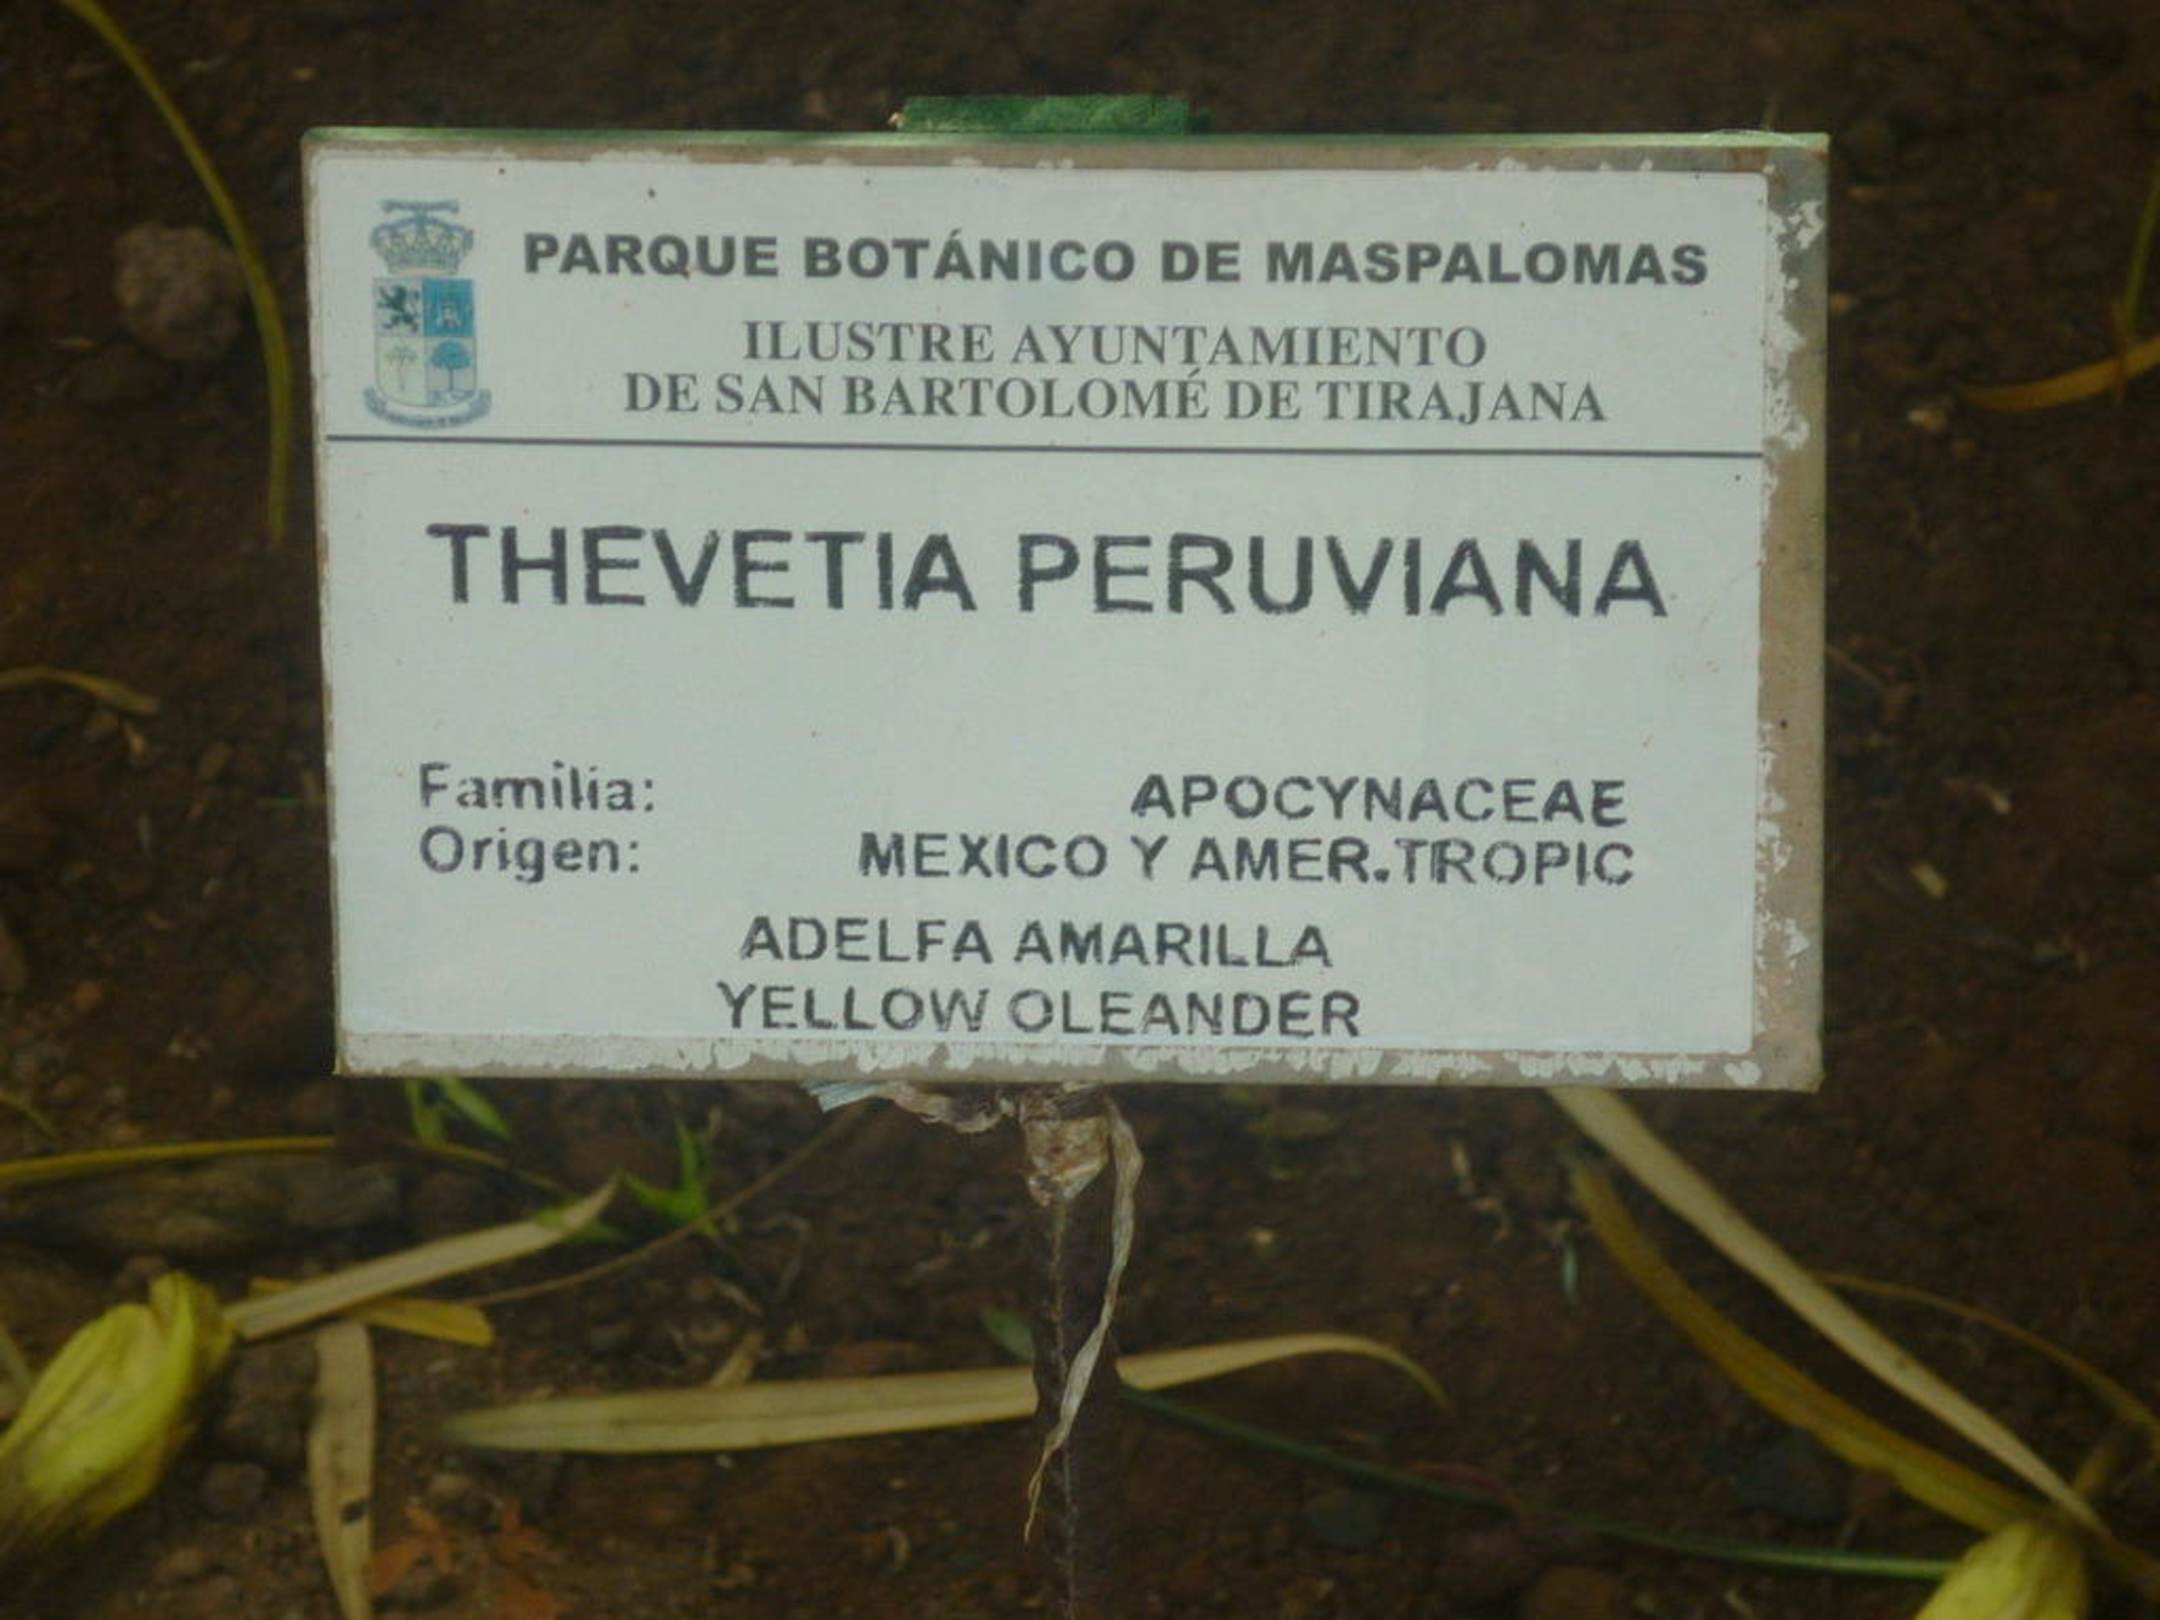 PARQUE BOTÁNICO DE MASPALOMAS
ILUSTRE AYUNTAMIENTO
DE SAN BARTOLOMÉ DE TIRAJANA
THEVETIA PERUVIANA
Familia: APOCYNACEAE
Origen: MEXICO Y AMER.TROPIC
ADELFA AMARILLA
YELLOW OLEANDER